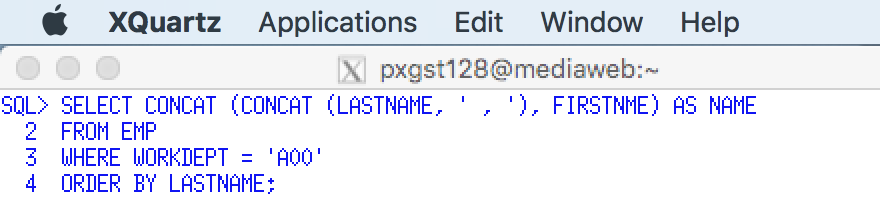 XQuartz Applications Edit Window Help
pxgst128@mediaweb:~
SQL> SELECT CONCAT (CONCAT (LASTNAME, ' , '), FIRSTNME) AS NAME
2 FROM EMP
3 WHERE WORKDEPT = 'A00'
4 ORDER BY LASTNAME;